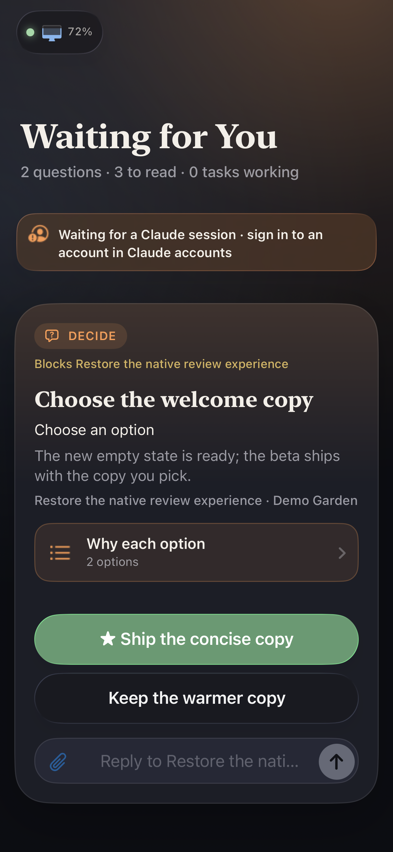 72%
Waiting for You
2 questions · 3 to read · 0 tasks working
Waiting for a Claude session · sign in to an
account in Claude accounts
DECIDE
Blocks Restore the native review experience
Choose the welcome copy
Choose an option
The new empty state is ready; the beta ships
with the copy you pick.
Restore the native review experience · Demo Garden
Why each option
2 options
Ship the concise copy
Keep the warmer copy
Reply to Restore the nati...